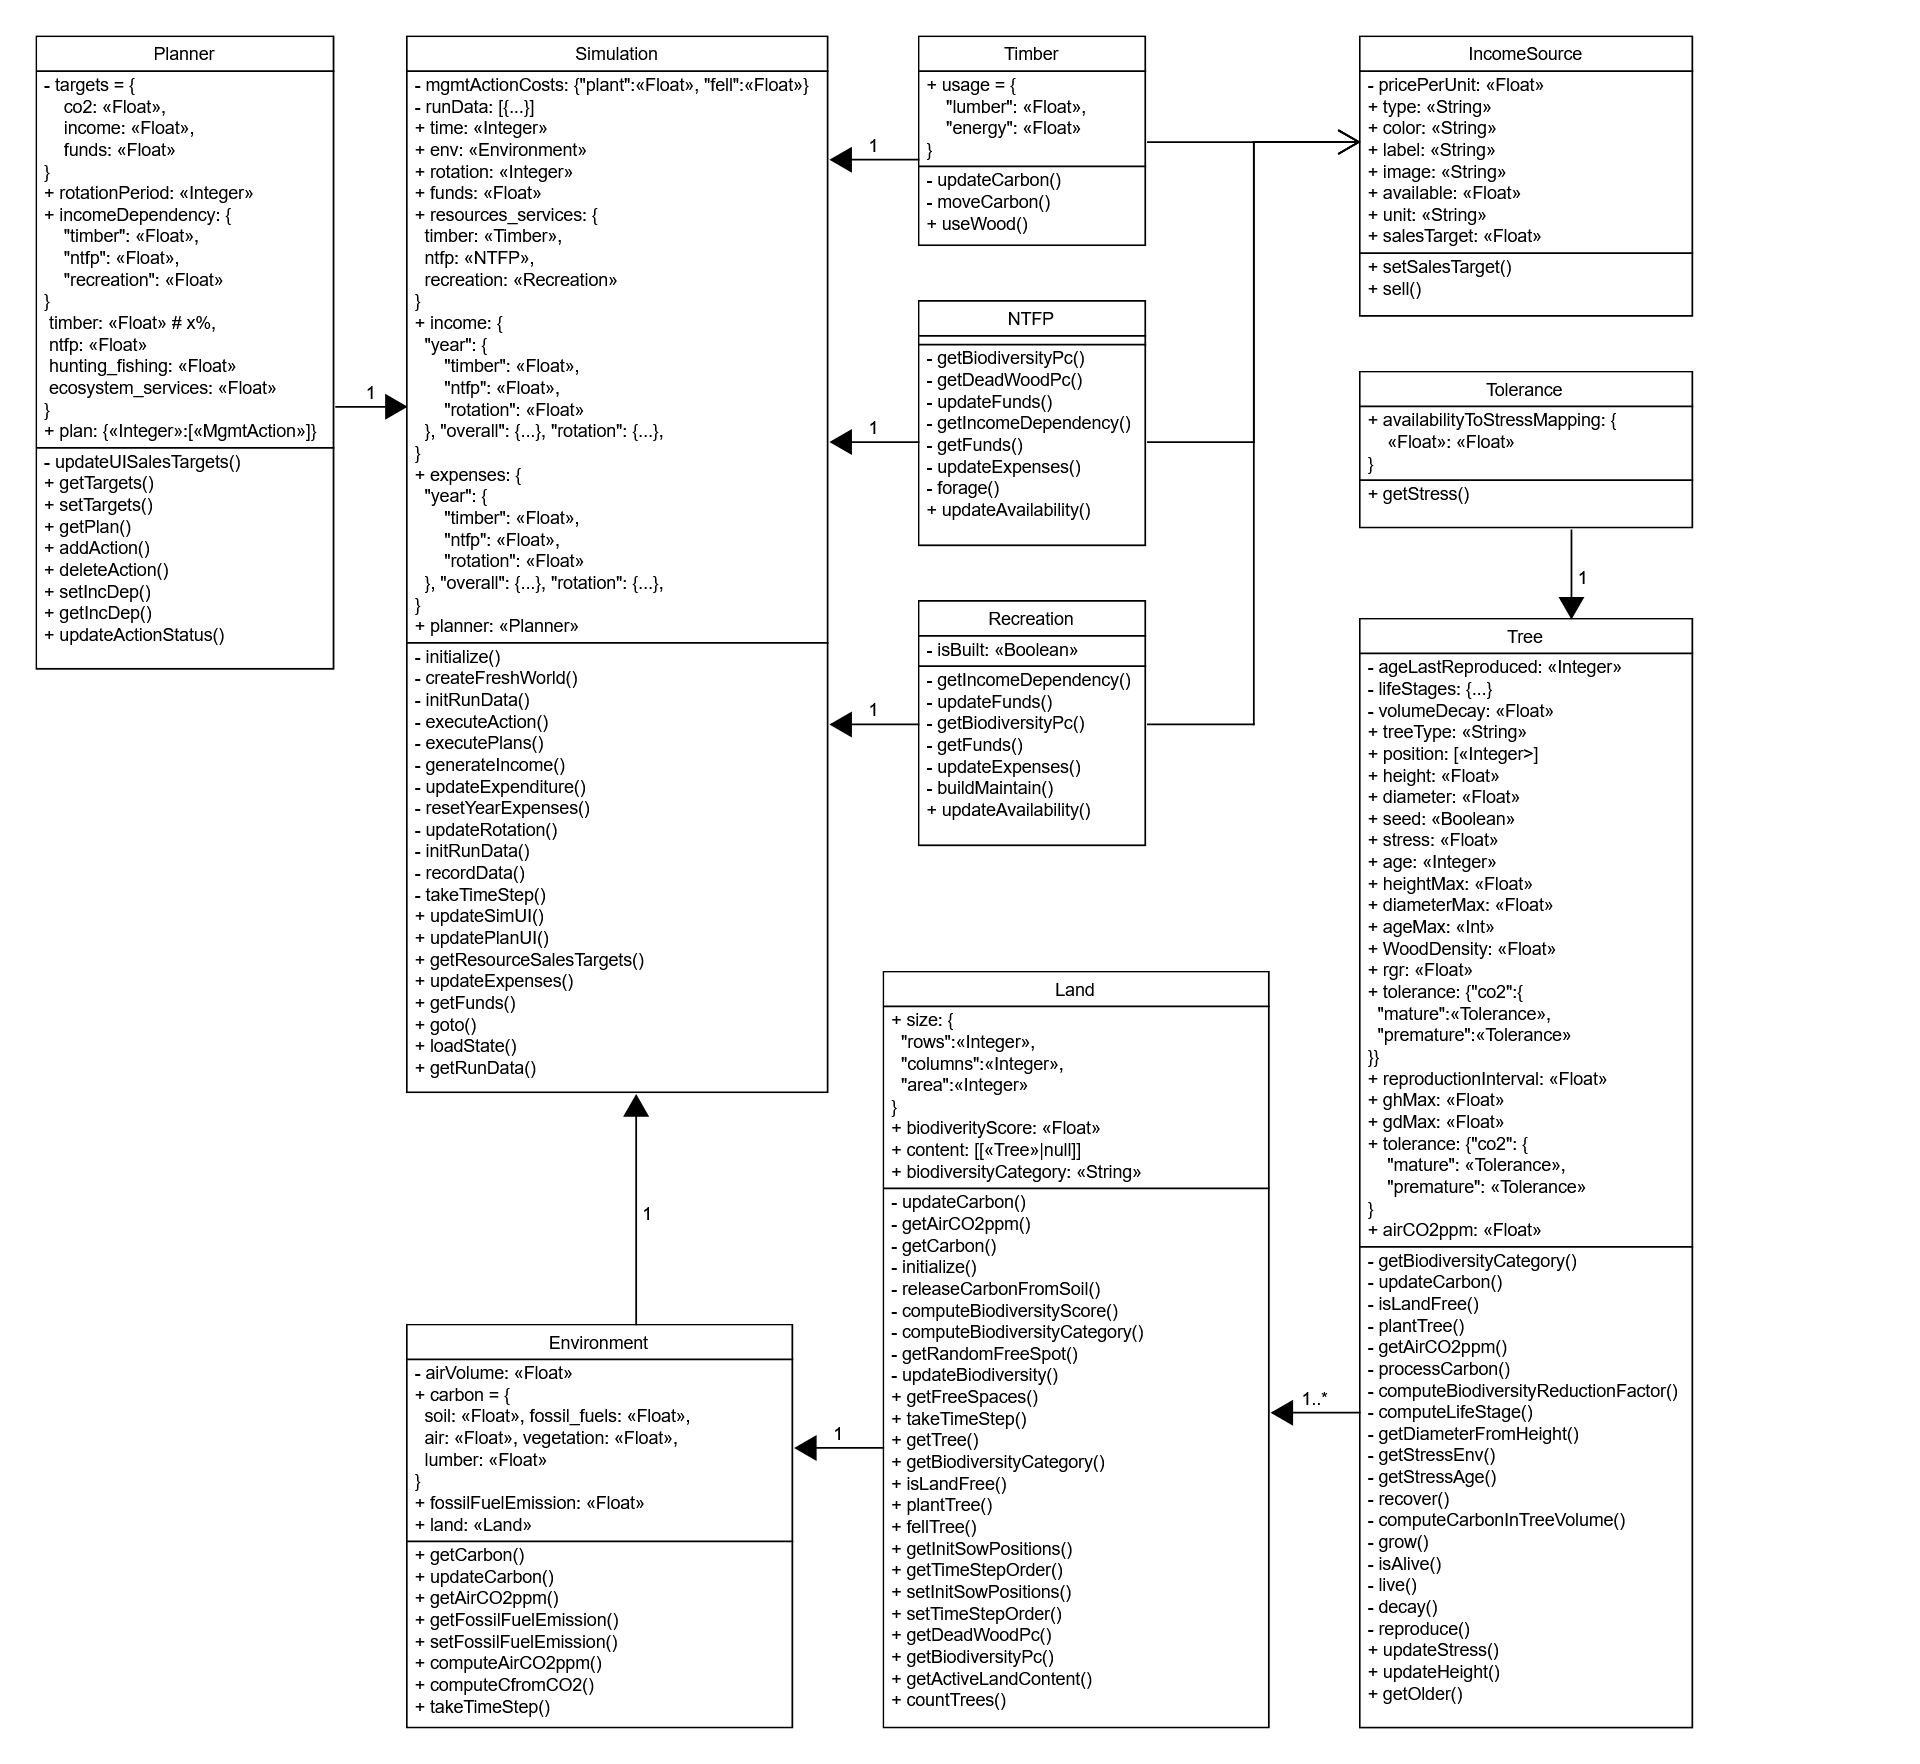 Planner
- targets = {
co2: «Float»,
income: «Float»,
funds: «Float»
}
+ rotationPeriod: «Integer»
+ incomeDependency: {
"timber": «Float»,
"ntfp": «Float»,
"recreation": «Float»
}
timber: «Float» # x%,
ntfp: «Float»
hunting_fishing: «Float»
ecosystem_services: «Float»
}
+ plan: {«Integer»:[«MgmtAction»]}
- updateUISalesTargets()
+ getTargets()
+ setTargets()
+ getPlan()
+ addAction()
+ deleteAction()
+ setIncDep()
+ getIncDep()
+ updateActionStatus()
1
Simulation
- mgmtActionCosts: {"plant":«Float», "fell":«Float»}
- runData: [{...}]
+ time: «Integer»
+ env: «Environment»
+ rotation: «Integer»
+ funds: «Float»
+ resources_services: {
timber: «Timber»,
ntfp: «NTFP»,
recreation: «Recreation»
}
+ income: {
"year": {
"timber": «Float»,
"ntfp": «Float»,
"rotation": «Float»
}, "overall": {...}, "rotation": {...},
}
+ expenses: {
"year": {
"timber": «Float»,
"ntfp": «Float»,
"rotation": «Float»
}, "overall": {...}, "rotation": {...},
}
+ planner: «Planner»
- initialize()
- createFreshWorld()
- initRunData()
- executeAction()
- executePlans()
- generateIncome()
- updateExpenditure()
- resetYearExpenses()
- updateRotation()
- initRunData()
- recordData()
- takeTimeStep()
+ updateSimUI()
+ updatePlanUI()
+ getResourceSalesTargets()
+ updateExpenses()
+ getFunds()
+ goto()
+ loadState()
+ getRunData()
1
Environment
- airVolume: «Float»
+ carbon = {
soil: «Float», fossil_fuels: «Float»,
air: «Float», vegetation: «Float»,
lumber: «Float»
}
+ fossilFuelEmission: «Float»
+ land: «Land»
+ getCarbon()
+ updateCarbon()
+ getAirCO2ppm()
+ getFossilFuelEmission()
+ setFossilFuelEmission()
+ computeAirCO2ppm()
+ computeCfromCO2()
+ takeTimeStep()
1
Timber
+ usage = {
"lumber": «Float»,
"energy": «Float»
}
- updateCarbon()
- moveCarbon()
+ useWood()
1
NTFP
- getBiodiversityPc()
- getDeadWoodPc()
- updateFunds()
- getIncomeDependency()
- getFunds()
- updateExpenses()
- forage()
+ updateAvailability()
1
Recreation
- isBuilt: «Boolean»
- getIncomeDependency()
- updateFunds()
- getBiodiversityPc()
- getFunds()
- updateExpenses()
- buildMaintain()
+ updateAvailability()
1
Land
+ size: {
"rows":«Integer»,
"columns":«Integer»,
"area":«Integer»
}
+ biodiverityScore: «Float»
+ content: [[«Tree»|null]]
+ biodiversityCategory: «String»
- updateCarbon()
- getAirCO2ppm()
- getCarbon()
- initialize()
- releaseCarbonFromSoil()
- computeBiodiversityScore()
- computeBiodiversityCategory()
- getRandomFreeSpot()
- updateBiodiversity()
+ getFreeSpaces()
+ takeTimeStep()
+ getTree()
+ getBiodiversityCategory()
+ isLandFree()
+ plantTree()
+ fellTree()
+ getInitSowPositions()
+ getTimeStepOrder()
+ setInitSowPositions()
+ setTimeStepOrder()
+ getDeadWoodPc()
+ getBiodiversityPc()
+ getActiveLandContent()
+ countTrees()
1..*
IncomeSource
- pricePerUnit: «Float»
+ type: «String»
+ color: «String»
+ label: «String»
+ image: «String»
+ available: «Float»
+ unit: «String»
+ salesTarget: «Float»
+ setSalesTarget()
+ sell()
Tolerance
+ availabilityToStressMapping: {
«Float»: «Float»
}
+ getStress()
1
Tree
- ageLastReproduced: «Integer»
- lifeStages: {...}
- volumeDecay: «Float»
+ treeType: «String»
+ position: [«Integer>]
+ height: «Float»
+ diameter: «Float»
+ seed: «Boolean»
+ stress: «Float»
+ age: «Integer»
+ heightMax: «Float»
+ diameterMax: «Float»
+ ageMax: «Int»
+ WoodDensity: «Float»
+ rgr: «Float»
+ tolerance: {"co2":{
"mature":«Tolerance»,
"premature":«Tolerance»
}}
+ reproductionInterval: «Float»
+ ghMax: «Float»
+ gdMax: «Float»
+ tolerance: {"co2": {
"mature": «Tolerance»,
"premature": «Tolerance»
}
+ airCO2ppm: «Float»
- getBiodiversityCategory()
- updateCarbon()
- isLandFree()
- plantTree()
- getAirCO2ppm()
- processCarbon()
- computeBiodiversityReductionFactor()
- computeLifeStage()
- getDiameterFromHeight()
- getStressEnv()
- getStressAge()
- recover()
- computeCarbonInTreeVolume()
- grow()
- isAlive()
- live()
- decay()
- reproduce()
+ updateStress()
+ updateHeight()
+ getOlder()